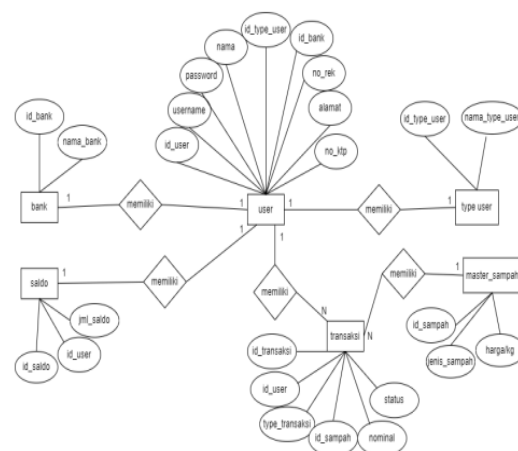 id_type_user
nama
id_bank
password
no_rek
id_bank
username
alamat
id_type_user
nama_type_user
nama_bank
id_user
no_ktp
bank
1
memiliki
1
user
1
memiliki
1
type user
1
1
saldo
1
memiliki
memiliki
memiliki
1
master_sampah
jml_saldo
N
transaksi
N
id_sampah
id_user
id_transaksi
jenis_sampah
harga/kg
id_saldo
id_user
status
type_transaksi
id_sampah
nominal